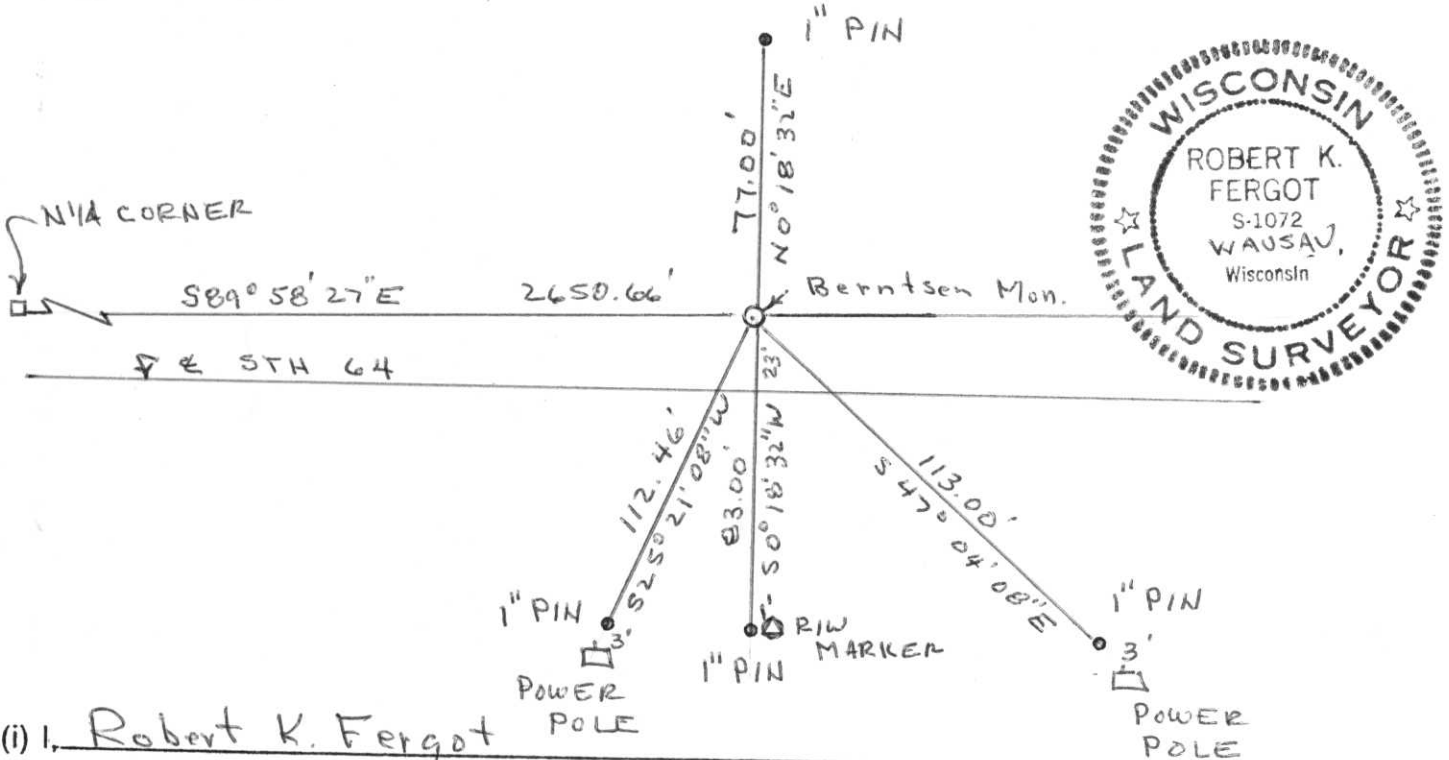 1" PIN
77.00'
N0°18'32"E
WISCONSIN
LAND SURVEYOR
ROBERT K.
FERGOT
S-1072
WAUSAU,
Wisconsin
N1/4 CORNER
S89°58'27"E 2650.66'
Berntsen Mon.
℄ STH 64
23'
112.46'
S25°21'08"W
83.00'
S0°18'32"W
113.00'
S47°04'08"E
1" PIN
3'
POWER
POLE
1" PIN
R/W
MARKER
1" PIN
3'
POWER
POLE
(i) I, Robert K. Fergot